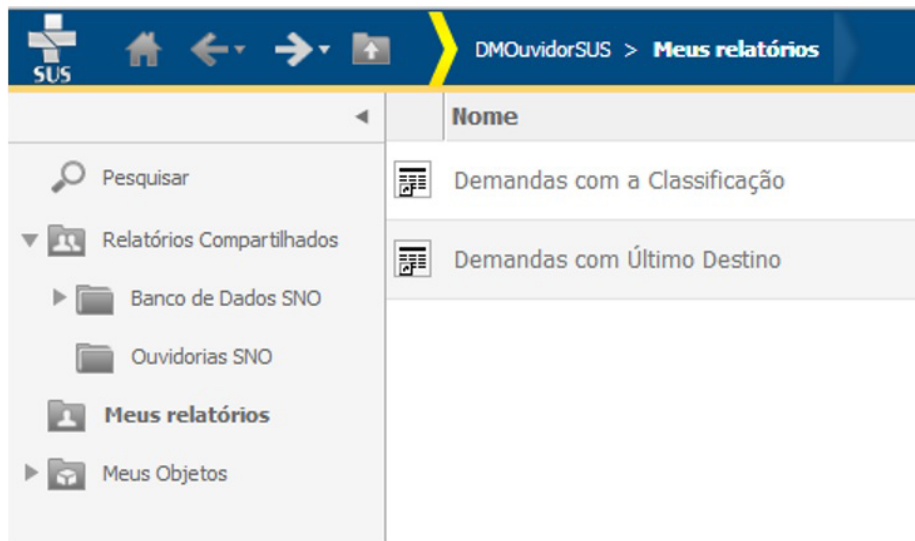 SUS
DMOuvidorSUS > Meus relatórios
Nome
Pesquisar
Demandas com a Classificação
Relatórios Compartilhados
Demandas com Último Destino
Banco de Dados SNO
Ouvidorias SNO
Meus relatórios
Meus Objetos